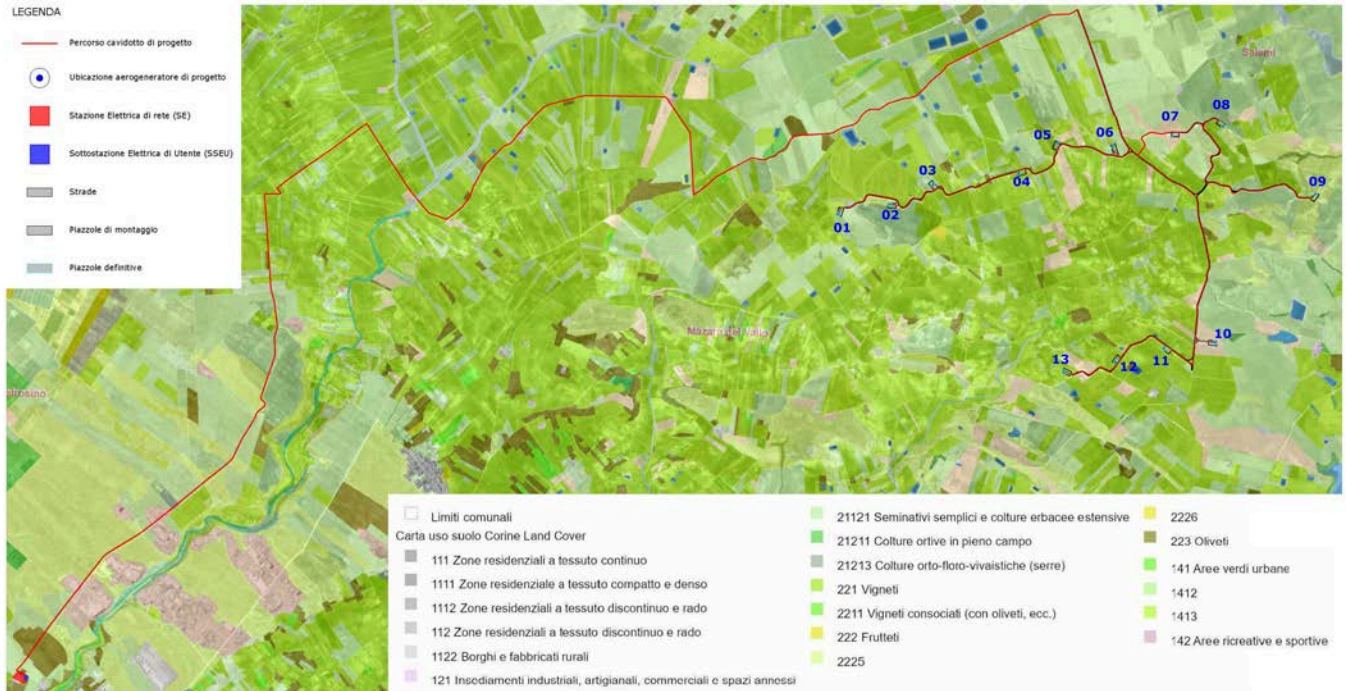 LEGENDA
Percorso cavidotto di progetto
Ubicazione aerogeneratore di progetto
Stazione Elettrica di rete (SE)
Sottostazione Elettrica di Utente (SSEU)
Strade
Piazzole di montaggio
Piazzole definitive
Salemi
08
07
06
05
04
03
02
01
09
10
11
12
13
Mazara del Vallo
Limiti comunali
Carta uso suolo Corine Land Cover
111 Zone residenziali a tessuto continuo
1111 Zone residenziale a tessuto compatto e denso
1112 Zone residenziali a tessuto discontinuo e rado
112 Zone residenziali a tessuto discontinuo e rado
1122 Borghi e fabbricati rurali
121 Insediamenti industriali, artigianali, commerciali e spazi annessi
21121 Seminativi semplici e colture erbacee estensive
21211 Colture ortive in pieno campo
21213 Colture orto-floro-vivaistiche (serre)
221 Vigneti
2211 Vigneti consociati (con oliveti, ecc.)
222 Frutteti
2225
2226
223 Oliveti
141 Aree verdi urbane
1412
1413
142 Aree ricreative e sportive